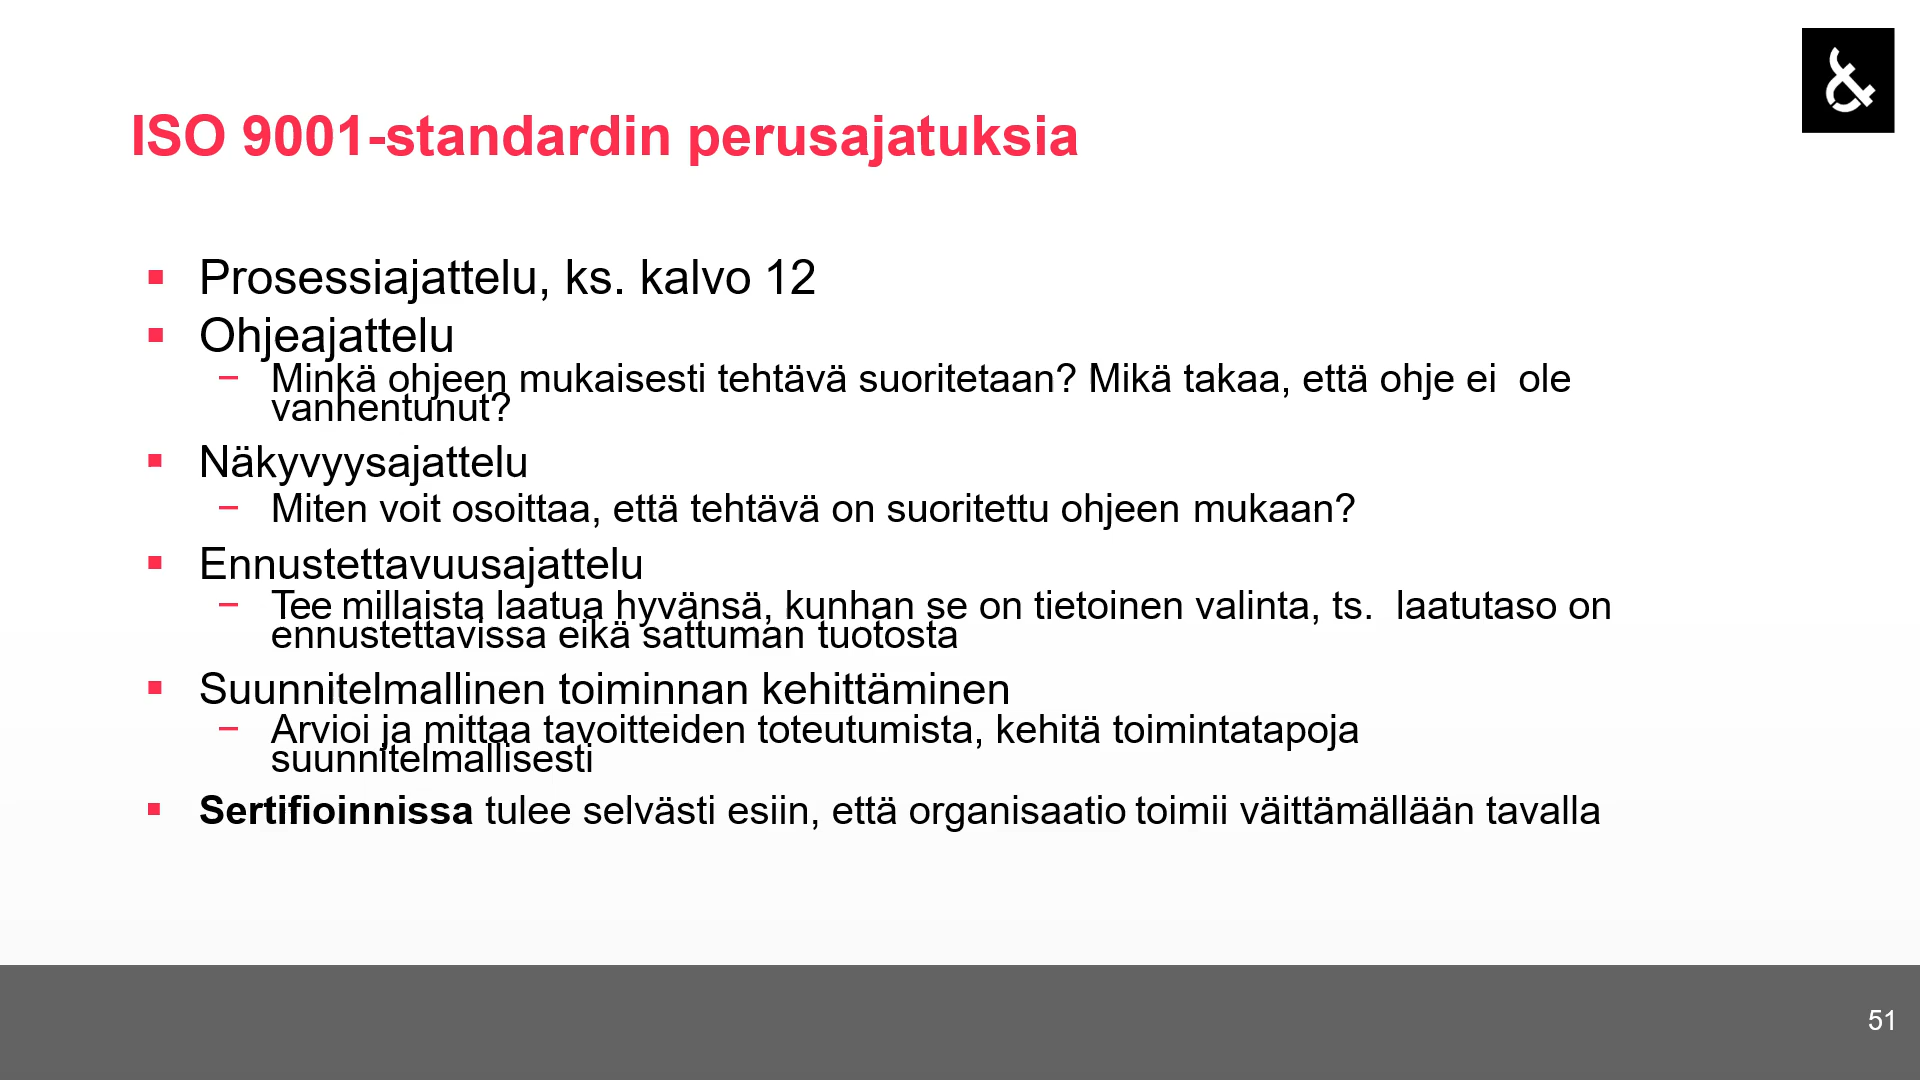 &
ISO 9001-standardin perusajatuksia
▪ Prosessiajattelu, ks. kalvo 12
▪ Ohjeajattelu
− Minkä ohjeen mukaisesti tehtävä suoritetaan? Mikä takaa, että ohje ei ole
vanhentunut?
▪ Näkyvyysajattelu
− Miten voit osoittaa, että tehtävä on suoritettu ohjeen mukaan?
▪ Ennustettavuusajattelu
− Tee millaista laatua hyvänsä, kunhan se on tietoinen valinta, ts. laatutaso on
ennustettavissa eikä sattuman tuotosta
▪ Suunnitelmallinen toiminnan kehittäminen
− Arvioi ja mittaa tavoitteiden toteutumista, kehitä toimintatapoja
suunnitelmallisesti
▪ Sertifioinnissa tulee selvästi esiin, että organisaatio toimii väittämällään tavalla
51